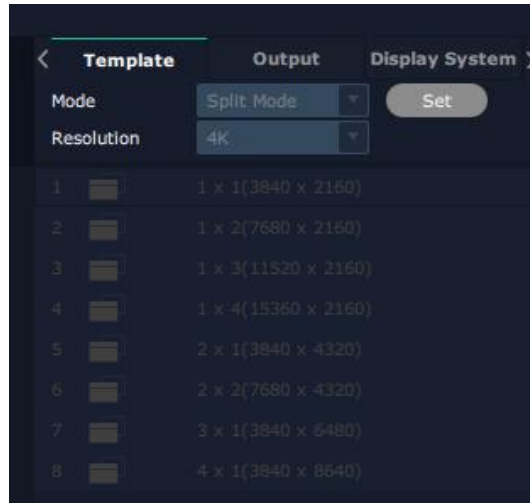 Template Output Display System
Mode Split Mode Set
Resolution 4K
1 1 x 1(3840 x 2160)
2 1 x 2(7680 x 2160)
3 1 x 3(11520 x 2160)
4 1 x 4(15360 x 2160)
5 2 x 1(3840 x 4320)
6 2 x 2(7680 x 4320)
7 3 x 1(3840 x 6480)
8 4 x 1(3840 x 8640)